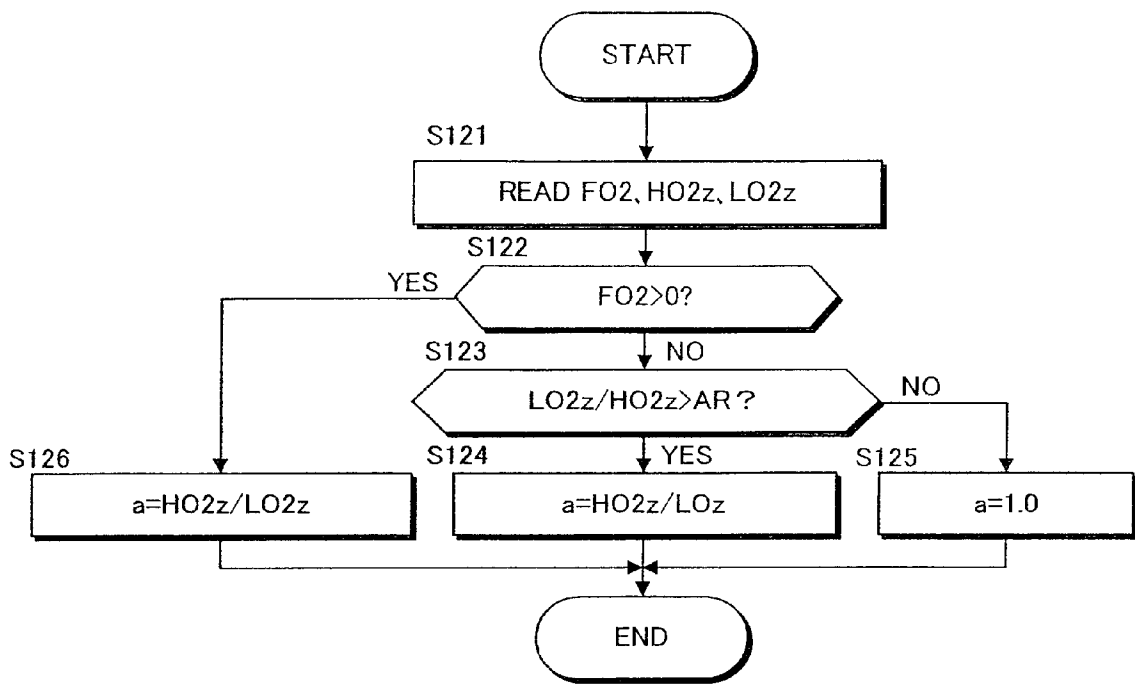 START
S121
READ FO2、HO2z、LO2z
S122
YES
FO2>0?
S123
NO
LO2z/HO2z>AR?
NO
S126
S124
YES
S125
a=HO2z/LO2z
a=HO2z/LOz
a=1.0
END